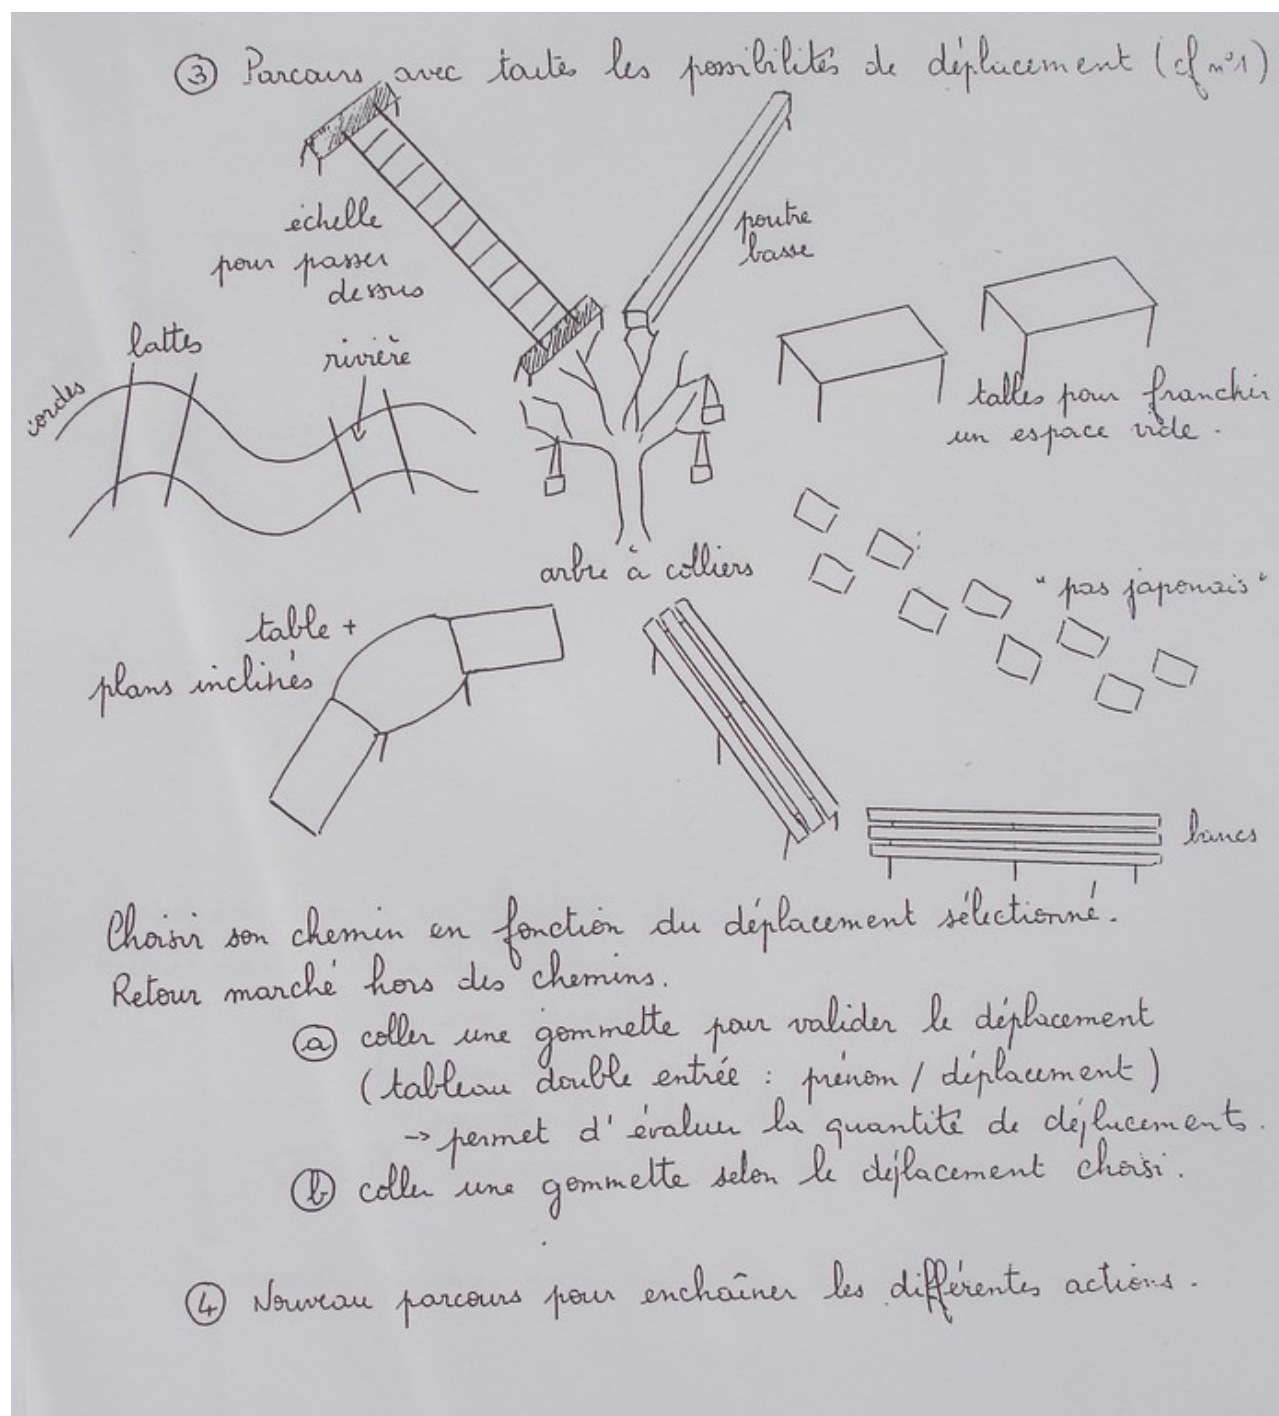 ③ Parcours avec toutes les possibilités de déplacement (cf n°1)
échelle
pour passer
dessus
poutre
basse
lattes
rivière
cordes
tables pour franchir
un espace vide.
arbre à colliers
"pas japonais"
table +
plans inclinés
bancs
Choisir son chemin en fonction du déplacement sélectionné.
Retour marché hors des chemins.
ⓐ coller une gommette pour valider le déplacement
(tableau double entrée : prénom / déplacement)
→ permet d'évaluer la quantité de déplacements.
ⓑ coller une gommette selon le déplacement choisi.
④ Nouveau parcours pour enchaîner les différentes actions.